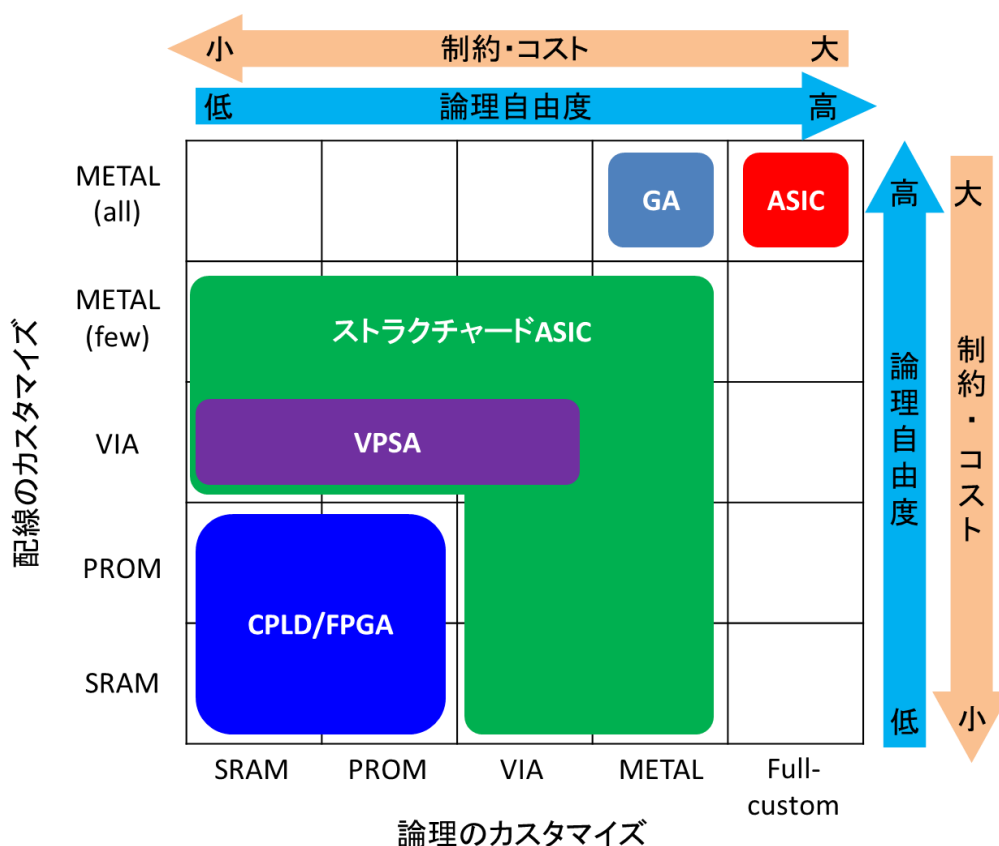 小 制約・コスト 大
低 論理自由度 高
METAL
(all)
GA
ASIC
高
大
METAL
(few)
ストラクチャードASIC
配線のカスタマイズ
論理自由度
制約・コスト
VIA
VPSA
PROM
CPLD/FPGA
SRAM
低
小
SRAM
PROM
VIA
METAL
Full-
custom
論理のカスタマイズ